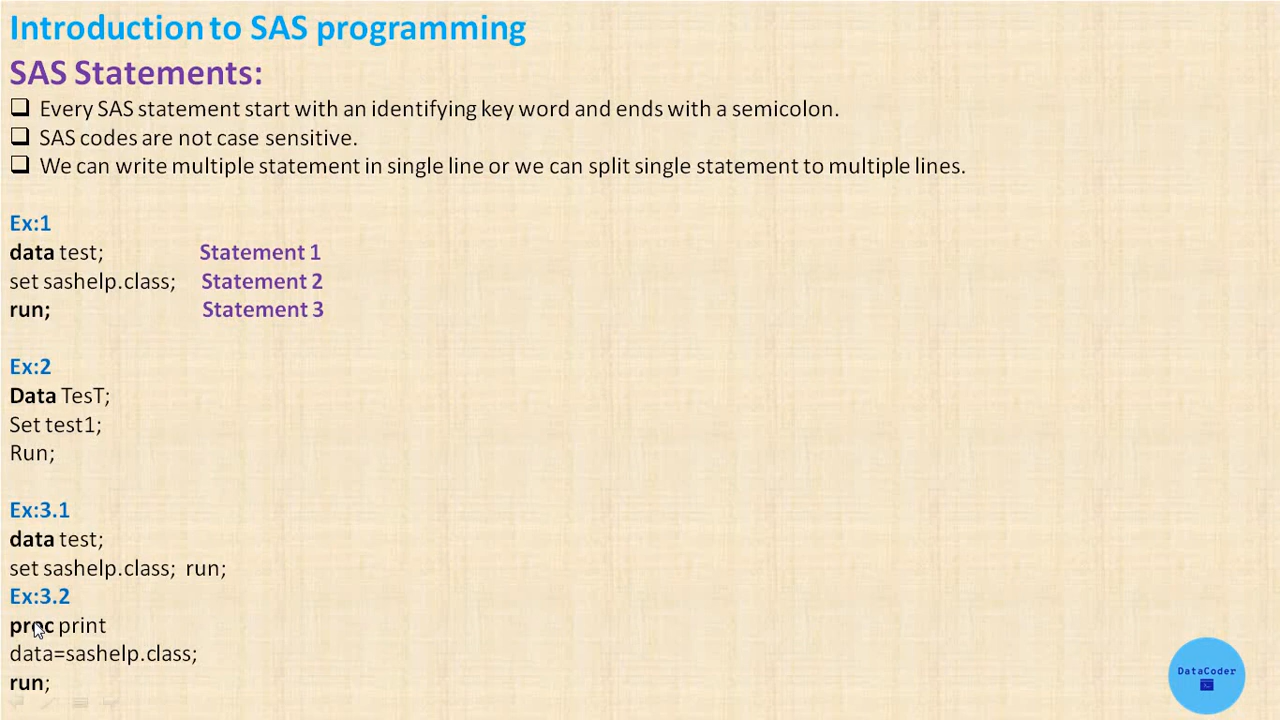 Introduction to SAS programming
SAS Statements:
Every SAS statement start with an identifying key word and ends with a semicolon.
SAS codes are not case sensitive.
We can write multiple statement in single line or we can split single statement to multiple lines.
Ex:1
data test; Statement 1
set sashelp.class; Statement 2
run; Statement 3
Ex:2
Data TesT;
Set test1;
Run;
Ex:3.1
data test;
set sashelp.class; run;
Ex:3.2
proc print
data=sashelp.class;
run;
DataCoder